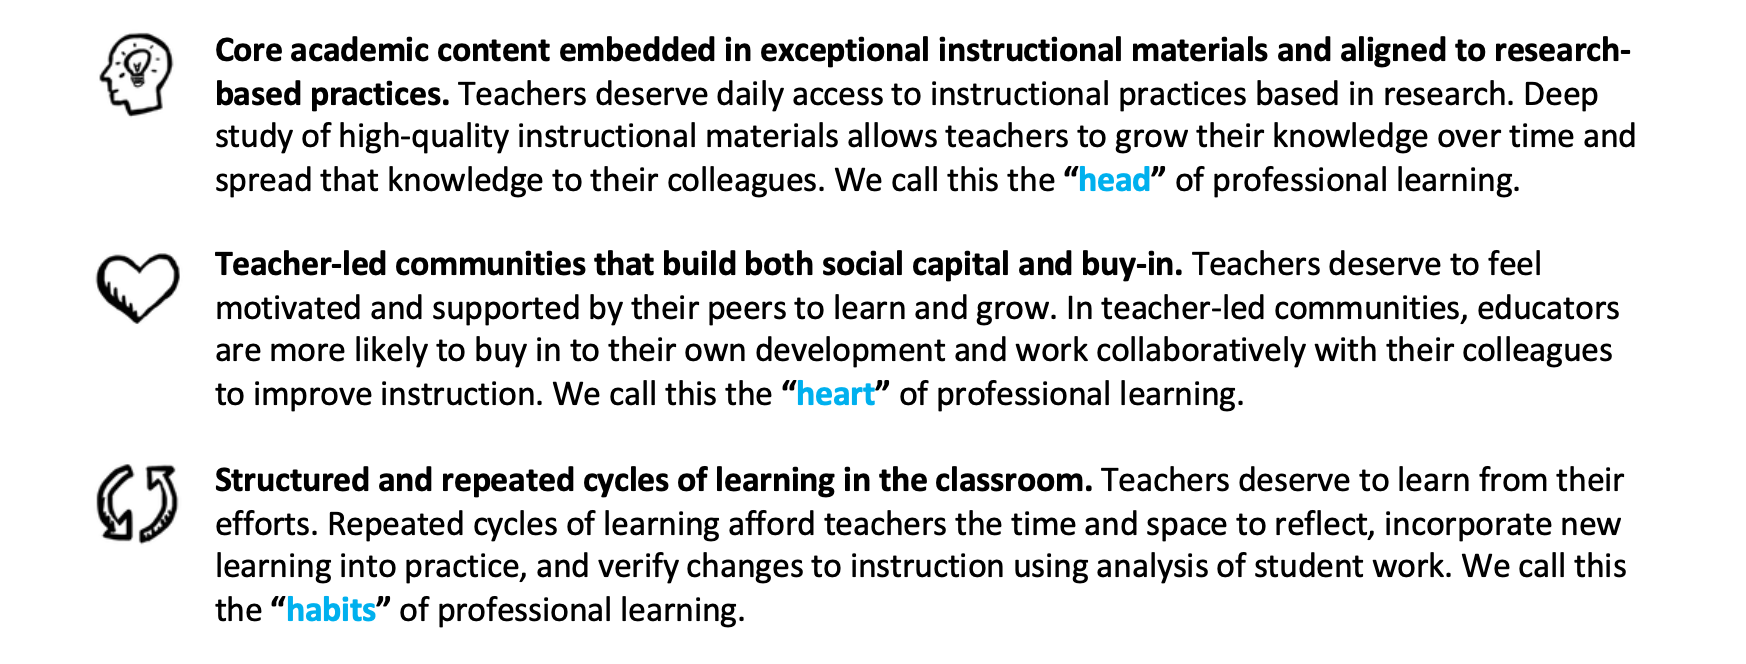 Core academic content embedded in exceptional instructional materials and aligned to research-
based practices. Teachers deserve daily access to instructional practices based in research. Deep
study of high-quality instructional materials allows teachers to grow their knowledge over time and
spread that knowledge to their colleagues. We call this the “head” of professional learning.
Teacher-led communities that build both social capital and buy-in. Teachers deserve to feel
motivated and supported by their peers to learn and grow. In teacher-led communities, educators
are more likely to buy in to their own development and work collaboratively with their colleagues
to improve instruction. We call this the “heart” of professional learning.
Structured and repeated cycles of learning in the classroom. Teachers deserve to learn from their
efforts. Repeated cycles of learning afford teachers the time and space to reflect, incorporate new
learning into practice, and verify changes to instruction using analysis of student work. We call this
the “habits” of professional learning.